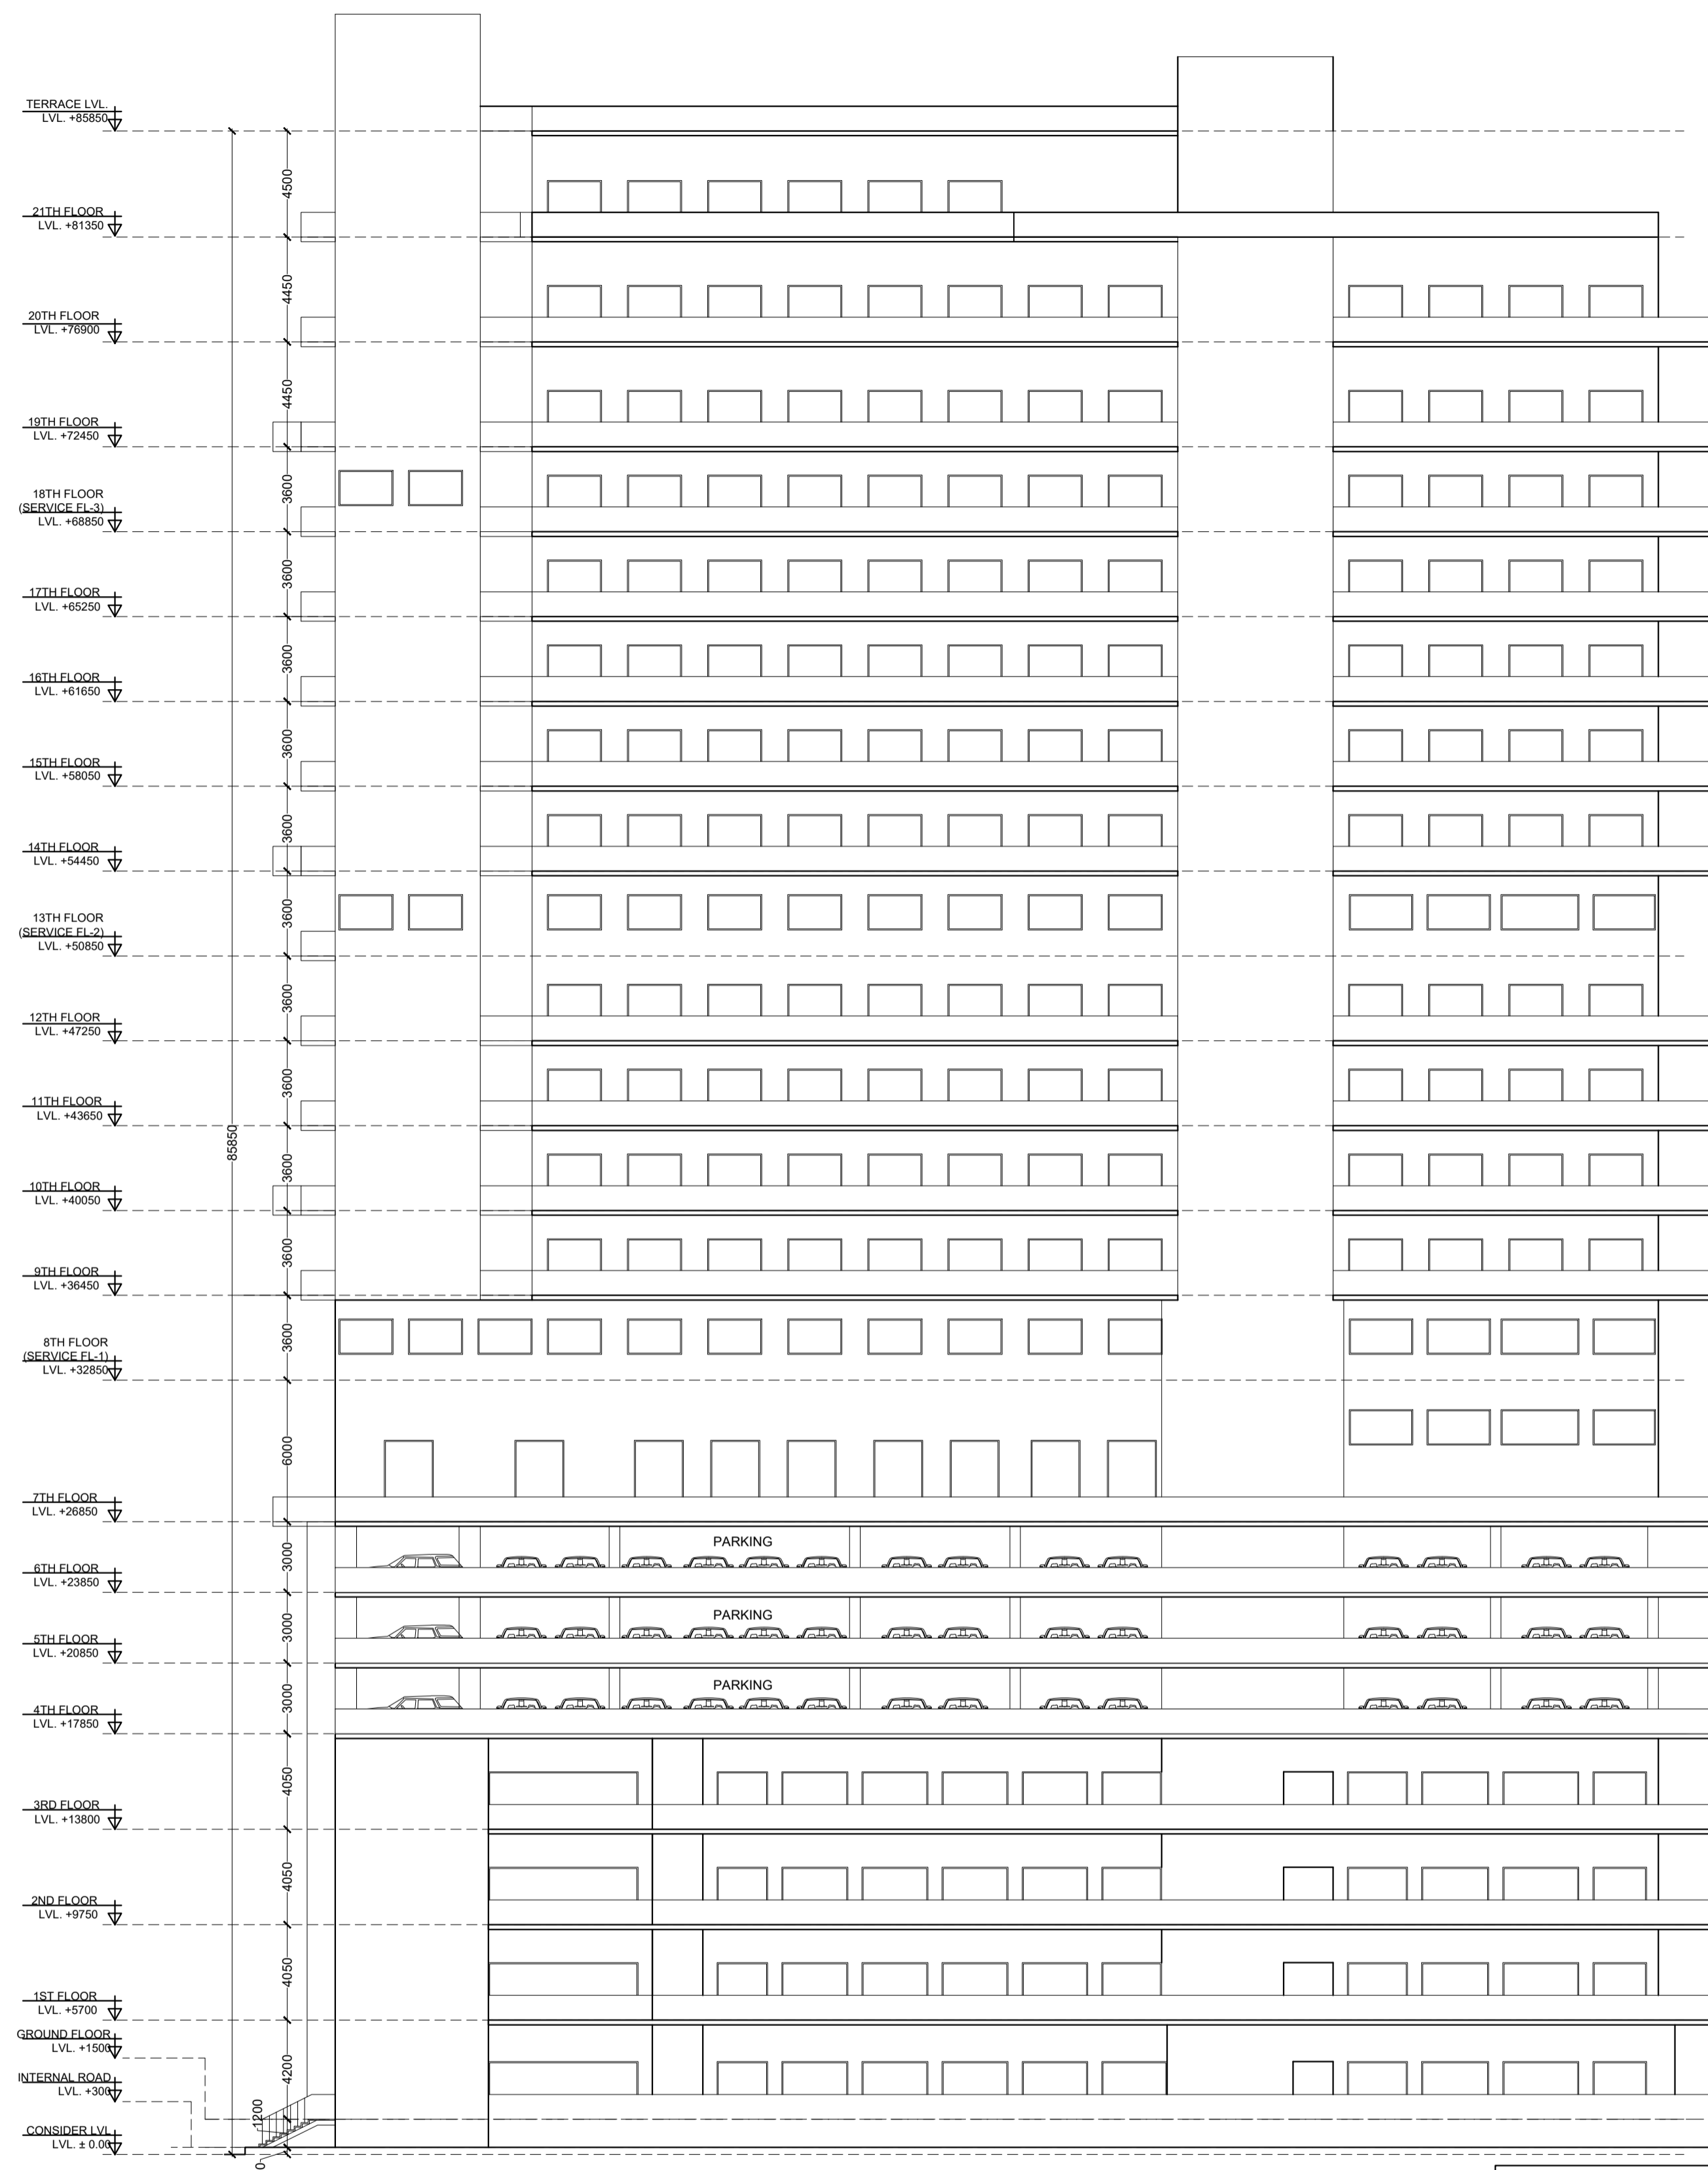 TERRACE LVL.
LVL. +85850
4500
21TH FLOOR
LVL. +81350
4450
20TH FLOOR
LVL. +76900
4450
19TH FLOOR
LVL. +72450
3600
18TH FLOOR
(SERVICE FL-3)
LVL. +68850
3600
17TH FLOOR
LVL. +65250
3600
16TH FLOOR
LVL. +61650
3600
15TH FLOOR
LVL. +58050
3600
14TH FLOOR
LVL. +54450
3600
13TH FLOOR
(SERVICE FL-2)
LVL. +50850
3600
12TH FLOOR
LVL. +47250
3600
11TH FLOOR
LVL. +43650
85850
3600
10TH FLOOR
LVL. +40050
3600
9TH FLOOR
LVL. +36450
3600
8TH FLOOR
(SERVICE FL-1)
LVL. +32850
6000
7TH FLOOR
LVL. +26850
PARKING
3000
6TH FLOOR
LVL. +23850
PARKING
3000
5TH FLOOR
LVL. +20850
PARKING
3000
4TH FLOOR
LVL. +17850
4050
3RD FLOOR
LVL. +13800
4050
2ND FLOOR
LVL. +9750
4050
1ST FLOOR
LVL. +5700
GROUND FLOOR
LVL. +1500
4200
INTERNAL ROAD
LVL. +300
1200
CONSIDER LVL
LVL. ± 0.00